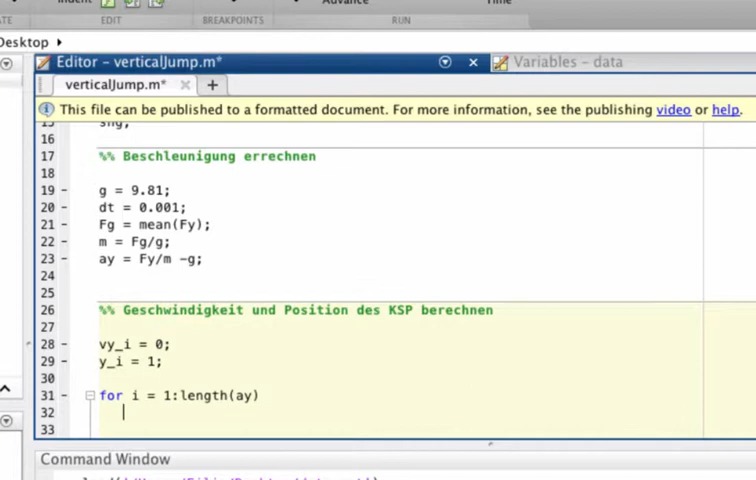 EDIT
BREAKPOINTS
RUN
Desktop
Editor – verticalJump.m*
Variables – data
verticalJump.m*
This file can be published to a formatted document. For more information, see the publishing video or help.
16
17 %% Beschleunigung errechnen
18
19 – g = 9.81;
20 – dt = 0.001;
21 – Fg = mean(Fy);
22 – m = Fg/g;
23 – ay = Fy/m -g;
24
25
26 %% Geschwindigkeit und Position des KSP berechnen
27
28 – vy_i = 0;
29 – y_i = 1;
30
31 – for i = 1:length(ay)
32
33
Command Window